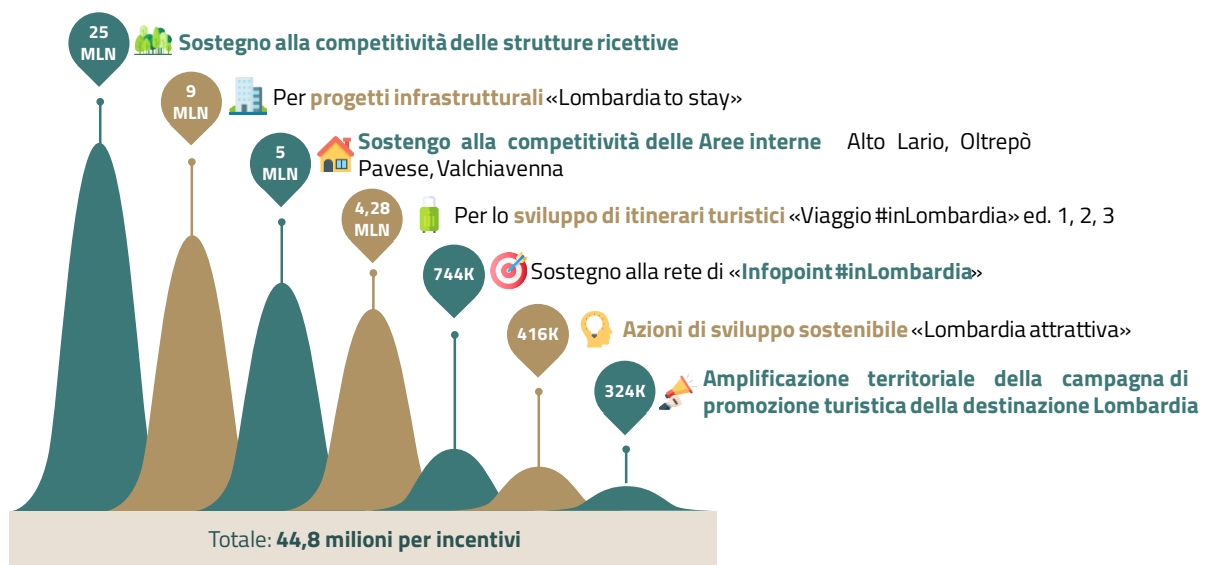 25
MLN
Sostegno alla competitività delle strutture ricettive
9
MLN
Per progetti infrastrutturali «Lombardia to stay»
5
MLN
Sostengo alla competitività delle Aree interne Alto Lario, Oltrepò
Pavese, Valchiavenna
4,28
MLN
Per lo sviluppo di itinerari turistici «Viaggio #inLombardia» ed. 1, 2, 3
744K
Sostegno alla rete di «Infopoint #inLombardia»
416K
Azioni di sviluppo sostenibile «Lombardia attrattiva»
324K
Amplificazione territoriale della campagna di
promozione turistica della destinazione Lombardia
Totale: 44,8 milioni per incentivi